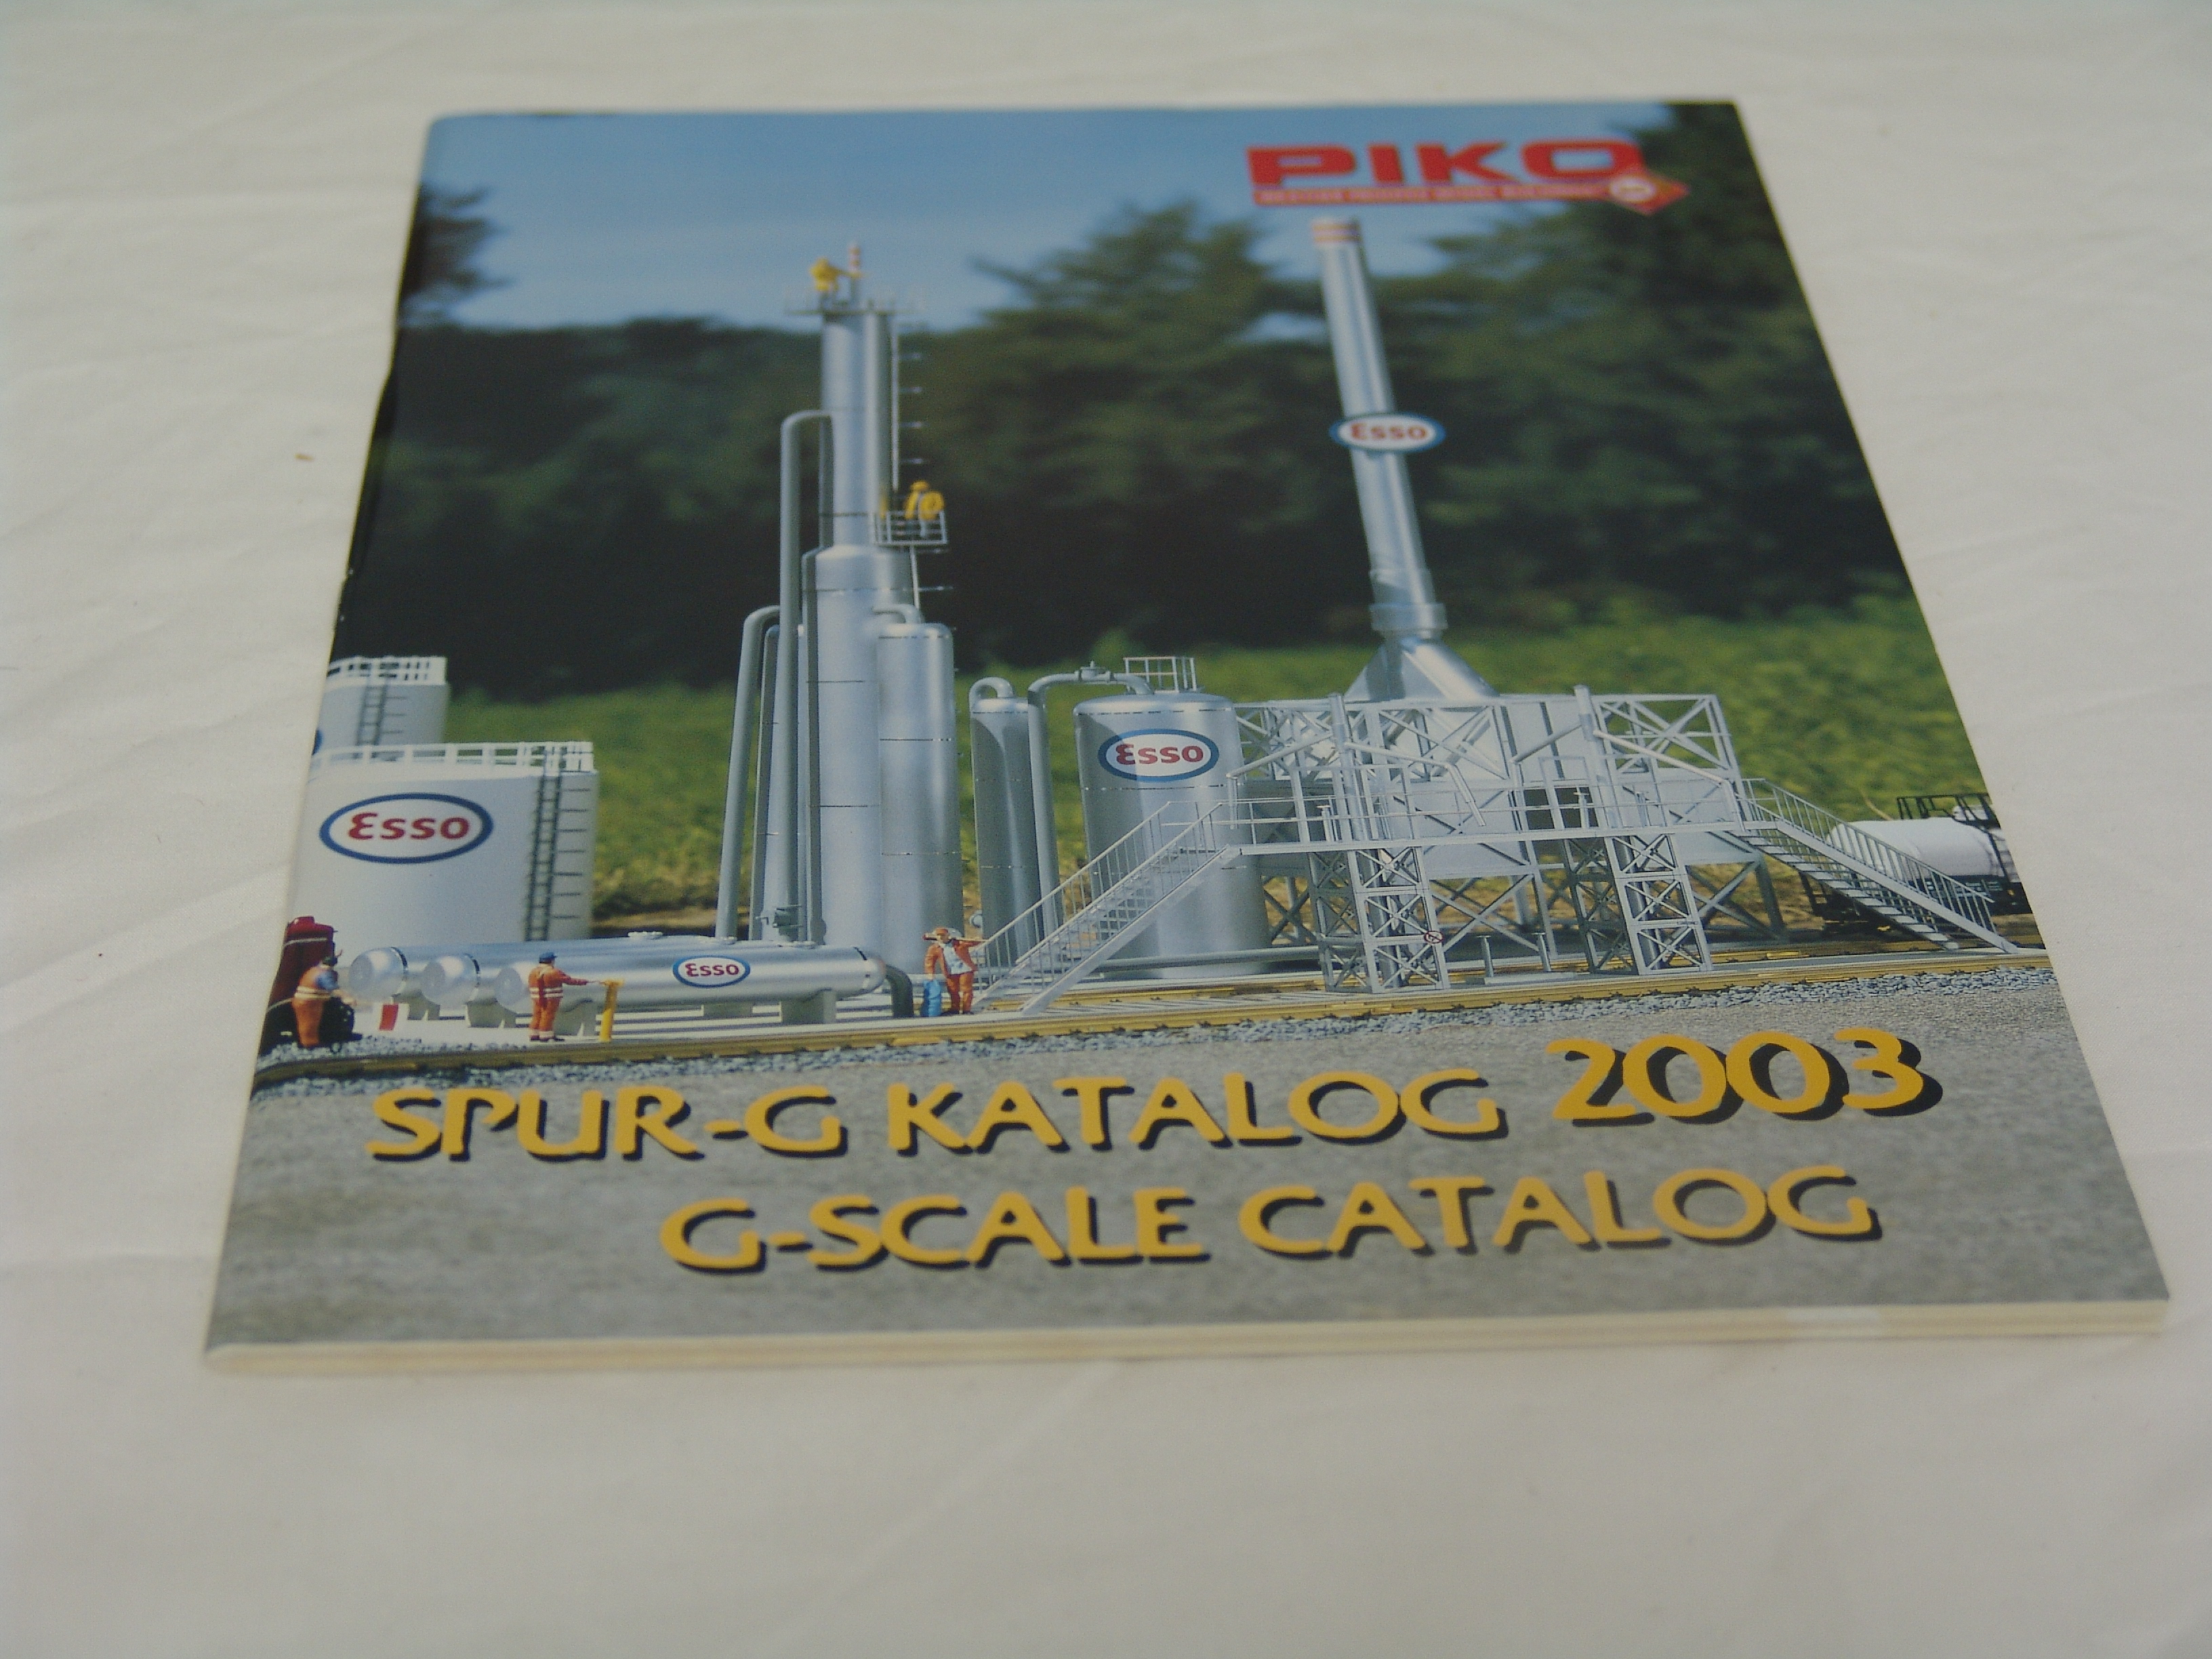 PIKO
Esso
Esso
Esso
Esso
SPUR-G KATALOG 2003
G-SCALE CATALOG